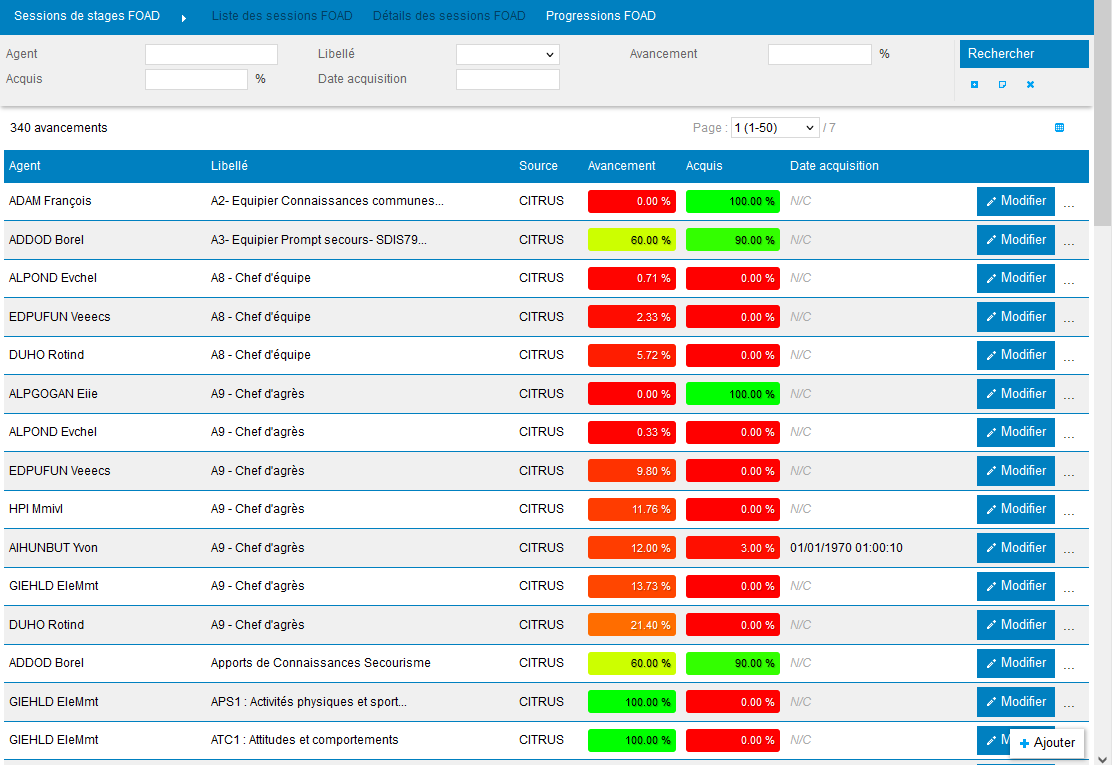 Sessions de stages FOAD Liste des sessions FOAD Détails des sessions FOAD Progressions FOAD
Agent Libellé Avancement % Rechercher
Acquis % Date acquisition
340 avancements Page : 1 (1-50) / 7
Agent Libellé Source Avancement Acquis Date acquisition
ADAM François A2- Equipier Connaissances communes... CITRUS 0.00 % 100.00 % N/C Modifier ...
ADDOD Borel A3- Equipier Prompt secours- SDIS79... CITRUS 60.00 % 90.00 % N/C Modifier ...
ALPOND Evchel A8 - Chef d'équipe CITRUS 0.71 % 0.00 % N/C Modifier ...
EDPUFUN Veeecs A8 - Chef d'équipe CITRUS 2.33 % 0.00 % N/C Modifier ...
DUHO Rotind A8 - Chef d'équipe CITRUS 5.72 % 0.00 % N/C Modifier ...
ALPGOGAN Eiie A9 - Chef d'agrès CITRUS 0.00 % 100.00 % N/C Modifier ...
ALPOND Evchel A9 - Chef d'agrès CITRUS 0.33 % 0.00 % N/C Modifier ...
EDPUFUN Veeecs A9 - Chef d'agrès CITRUS 9.80 % 0.00 % N/C Modifier ...
HPI Mmivl A9 - Chef d'agrès CITRUS 11.76 % 0.00 % N/C Modifier ...
AIHUNBUT Yvon A9 - Chef d'agrès CITRUS 12.00 % 3.00 % 01/01/1970 01:00:10 Modifier ...
GIEHLD EleMmt A9 - Chef d'agrès CITRUS 13.73 % 0.00 % N/C Modifier ...
DUHO Rotind A9 - Chef d'agrès CITRUS 21.40 % 0.00 % N/C Modifier ...
ADDOD Borel Apports de Connaissances Secourisme CITRUS 60.00 % 90.00 % N/C Modifier ...
GIEHLD EleMmt APS1 : Activités physiques et sport... CITRUS 100.00 % 0.00 % N/C Modifier ...
GIEHLD EleMmt ATC1 : Attitudes et comportements CITRUS 100.00 % 0.00 % N/C
Ajouter